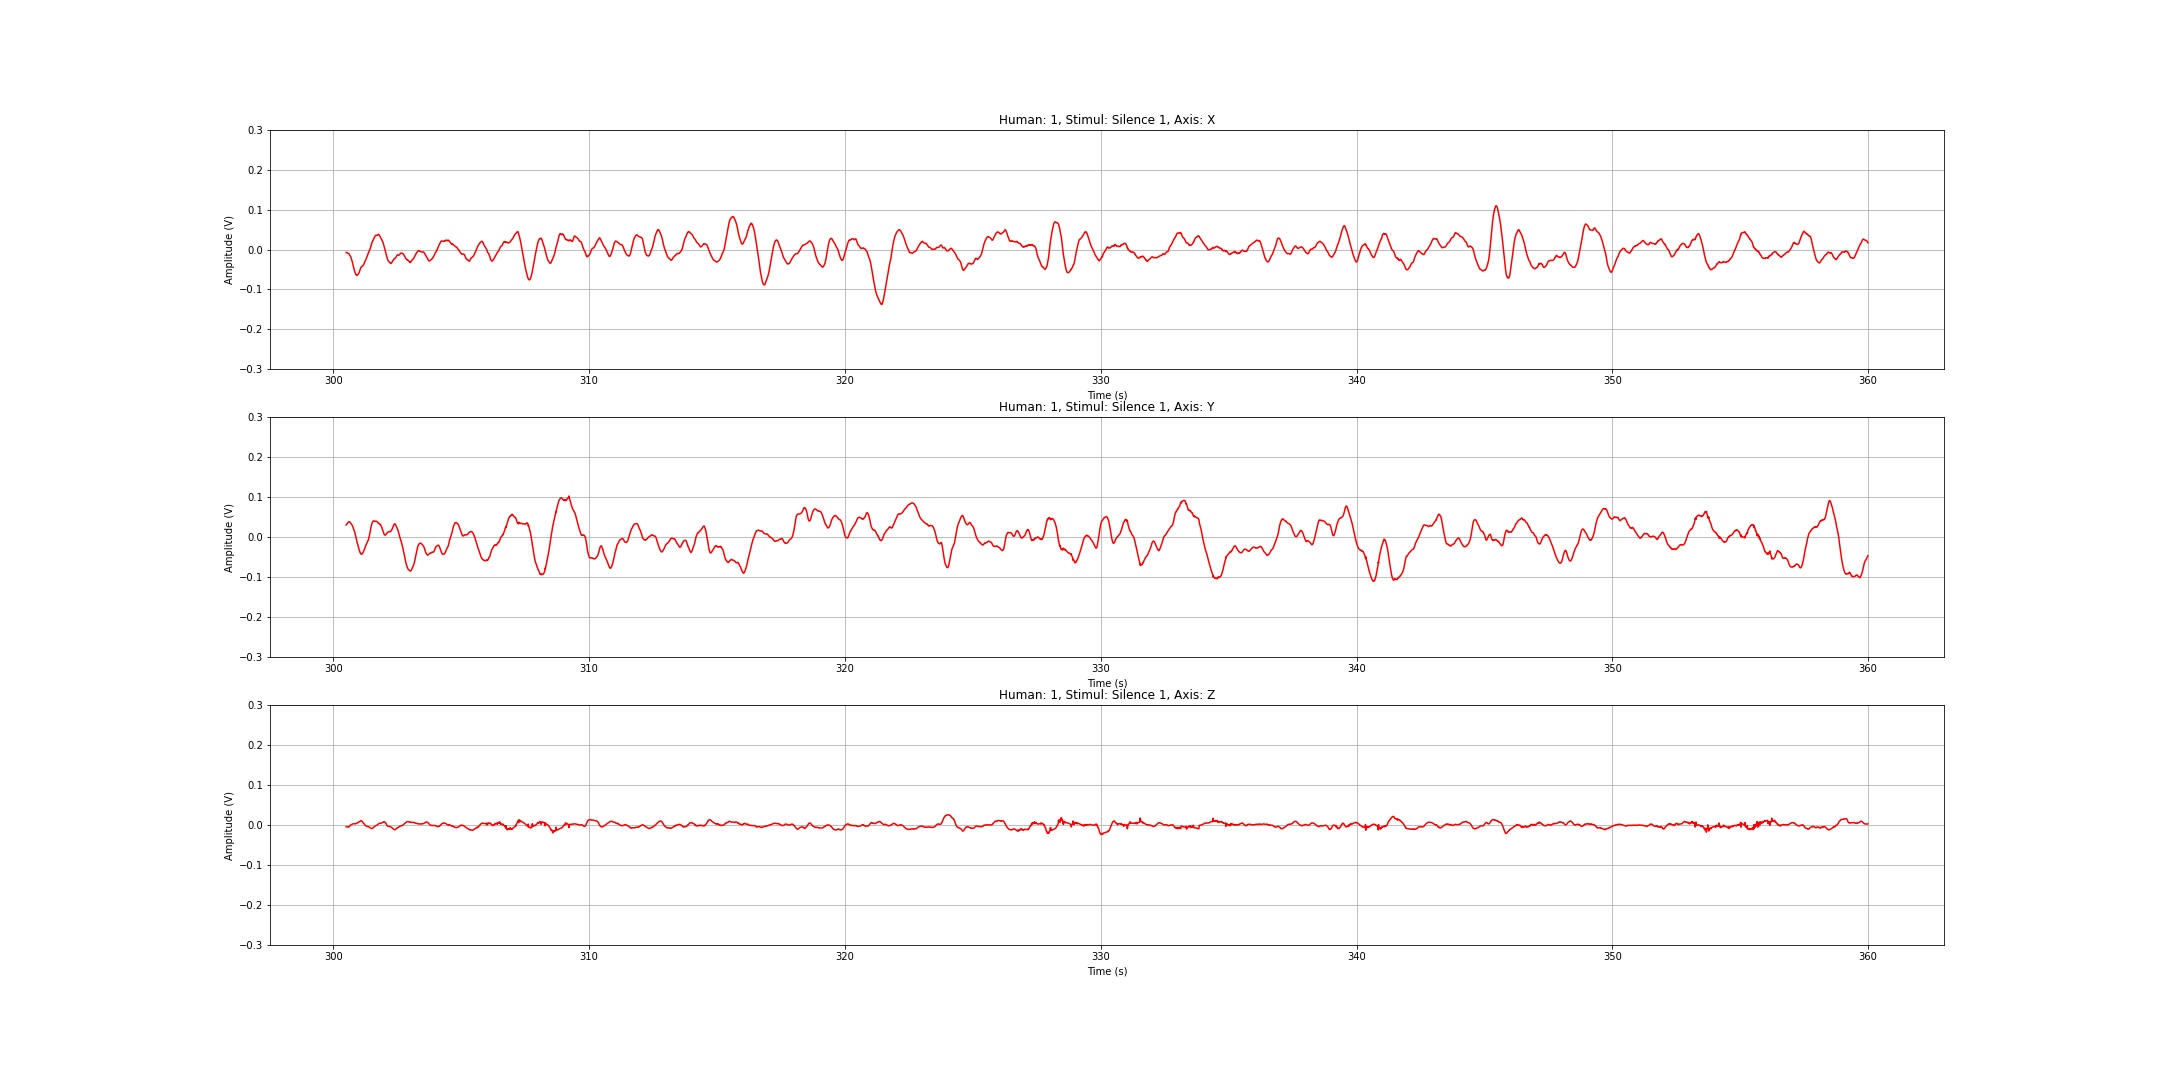 Human: 1, Stimul: Silence 1, Axis: X
0.3
0.2
0.1
0.0
−0.1
−0.2
−0.3
Amplitude (V)
300 310 320 330 340 350 360
Time (s)
Human: 1, Stimul: Silence 1, Axis: Y
0.3
0.2
0.1
0.0
−0.1
−0.2
−0.3
Amplitude (V)
300 310 320 330 340 350 360
Time (s)
Human: 1, Stimul: Silence 1, Axis: Z
0.3
0.2
0.1
0.0
−0.1
−0.2
−0.3
Amplitude (V)
300 310 320 330 340 350 360
Time (s)